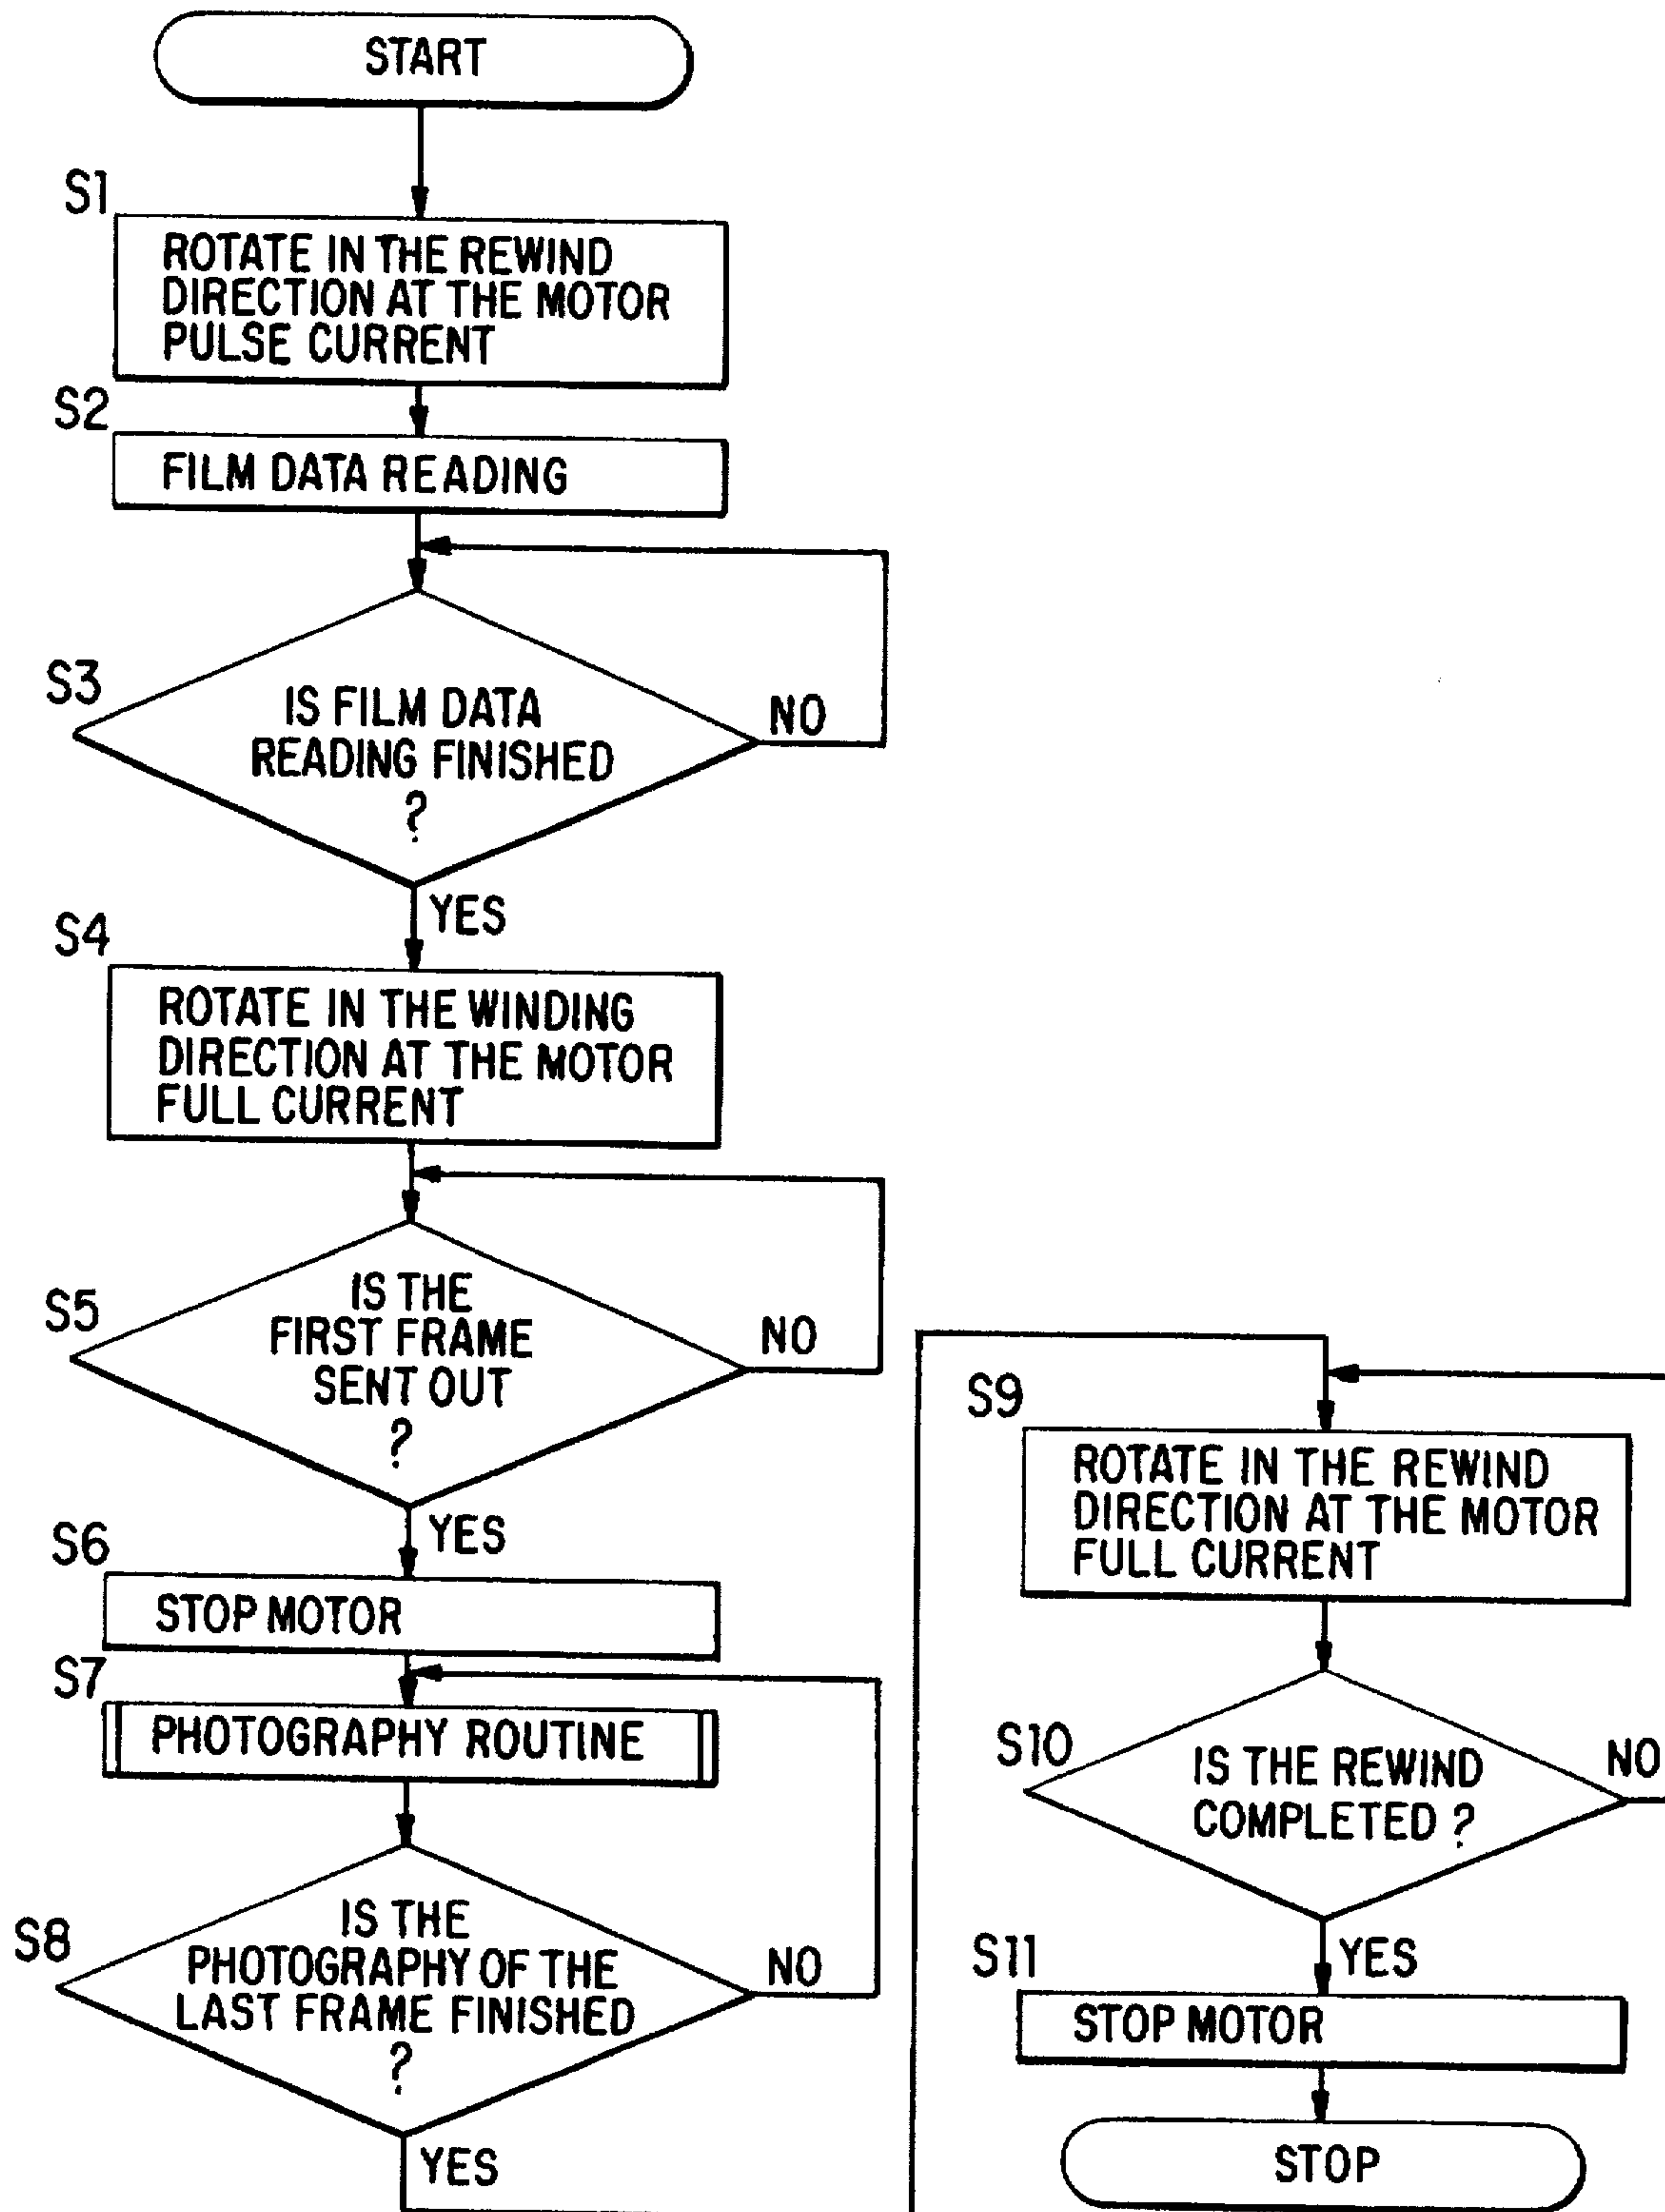 START
S1
ROTATE IN THE REWIND
DIRECTION AT THE MOTOR
PULSE CURRENT
S2
FILM DATA READING
S3
IS FILM DATA
READING FINISHED
?
NO
YES
S4
ROTATE IN THE WINDING
DIRECTION AT THE MOTOR
FULL CURRENT
S5
IS THE
FIRST FRAME
SENT OUT
?
NO
YES
S6
STOP MOTOR
S7
PHOTOGRAPHY ROUTINE
S8
IS THE
PHOTOGRAPHY OF THE
LAST FRAME FINISHED
?
NO
YES
S9
ROTATE IN THE REWIND
DIRECTION AT THE MOTOR
FULL CURRENT
S10
IS THE REWIND
COMPLETED ?
NO
YES
S11
STOP MOTOR
STOP